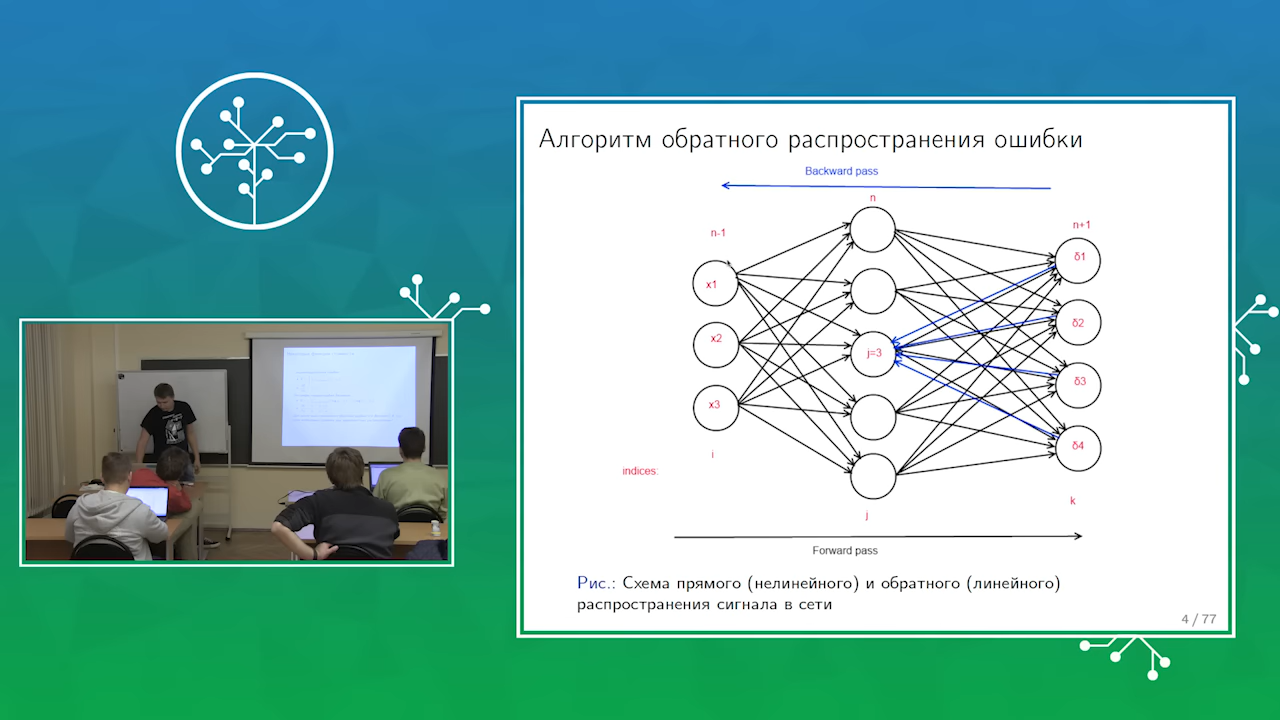 Алгоритм обратного распространения ошибки
Backward pass
n
n-1
n+1
x1
x2
x3
j=3
δ1
δ2
δ3
δ4
i
indices:
j
k
Forward pass
Рис.: Схема прямого (нелинейного) и обратного (линейного)
распространения сигнала в сети
4 / 77